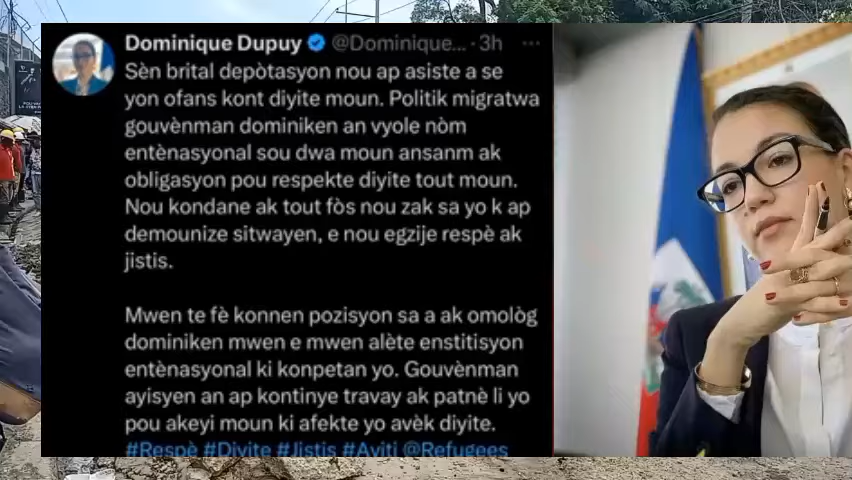 Dominique Dupuy @Dominique... · 3h
Sèn brital depòtasyon nou ap asiste a se
yon ofans kont diyite moun. Politik migratwa
gouvènman dominiken an vyole nòm
entènasyonal sou dwa moun ansanm ak
obligasyon pou respekte diyite tout moun.
Nou kondane ak tout fòs nou zak sa yo k ap
demounize sitwayen, e nou egzije respè ak
jistis.
Mwen te fè konnen pozisyon sa a ak omològ
dominiken mwen e mwen alète enstitisyon
entènasyonal ki konpetan yo. Gouvènman
ayisyen an ap kontinye travay ak patnè li yo
pou akeyi moun ki afekte yo avèk diyite.
#Respè #Diyite #Jistis #Ayiti @Refugees